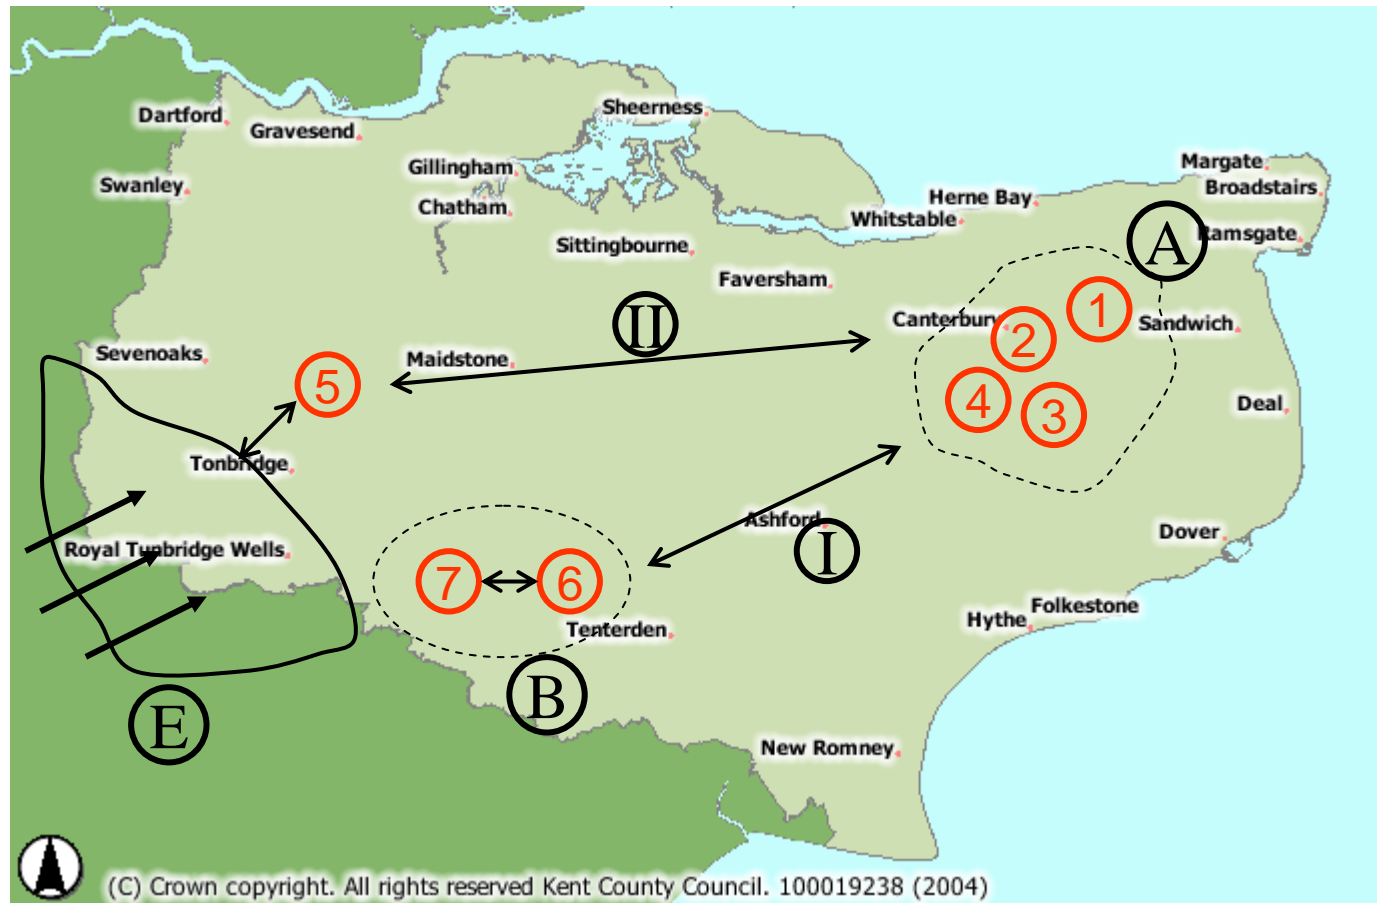 Sheerness
Dartford
Gravesend
Margate
Gillingham
Swanley
Broadstairs
Herne Bay
Chatham
Whitstable
Ramsgate
A
Sittingbourne
Faversham
1
Canterbury
Sandwich
II
2
Sevenoaks
Maidstone
5
4
3
Deal
Tonbridge
Ashford
Dover
Royal Tunbridge Wells
I
7
6
Folkestone
Hythe
Tenterden
B
E
New Romney
(C) Crown copyright. All rights reserved Kent County Council. 100019238 (2004)